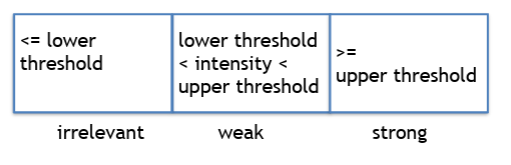 <= lower
threshold
lower threshold
< intensity <
upper threshold
>=
upper threshold
irrelevant
weak
strong